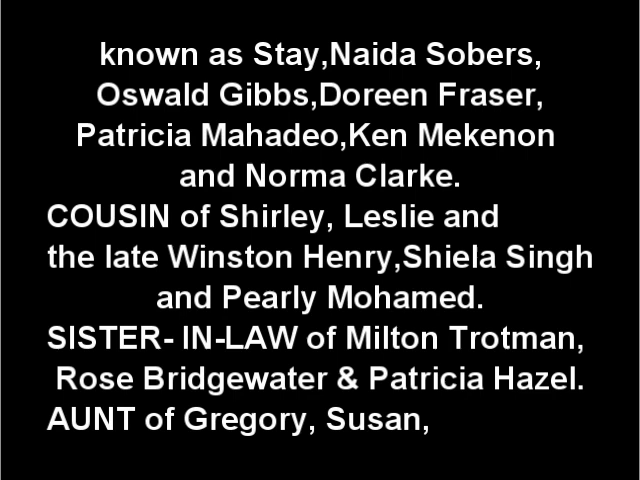 known as Stay,Naida Sobers,
Oswald Gibbs,Doreen Fraser,
Patricia Mahadeo,Ken Mekenon
and Norma Clarke.
COUSIN of Shirley, Leslie and
the late Winston Henry,Shiela Singh
and Pearly Mohamed.
SISTER- IN-LAW of Milton Trotman,
Rose Bridgewater & Patricia Hazel.
AUNT of Gregory, Susan,